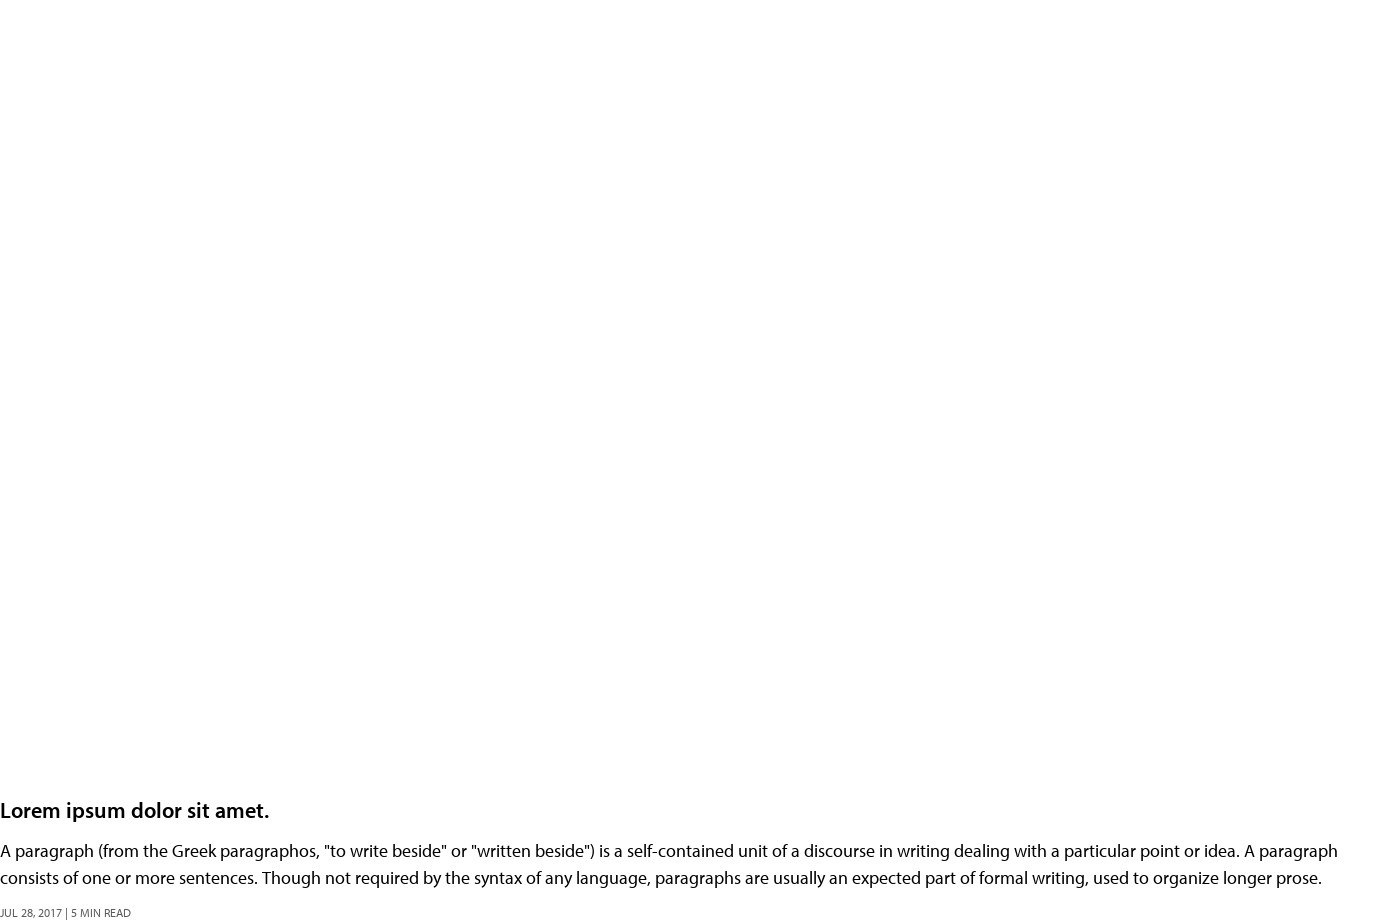 Lorem ipsum dolor sit amet.
A paragraph (from the Greek paragraphos, "to write beside" or "written beside") is a self-contained unit of a discourse in writing dealing with a particular point or idea. A paragraph
consists of one or more sentences. Though not required by the syntax of any language, paragraphs are usually an expected part of formal writing, used to organize longer prose.
JUL 28, 2017 | 5 MIN READ